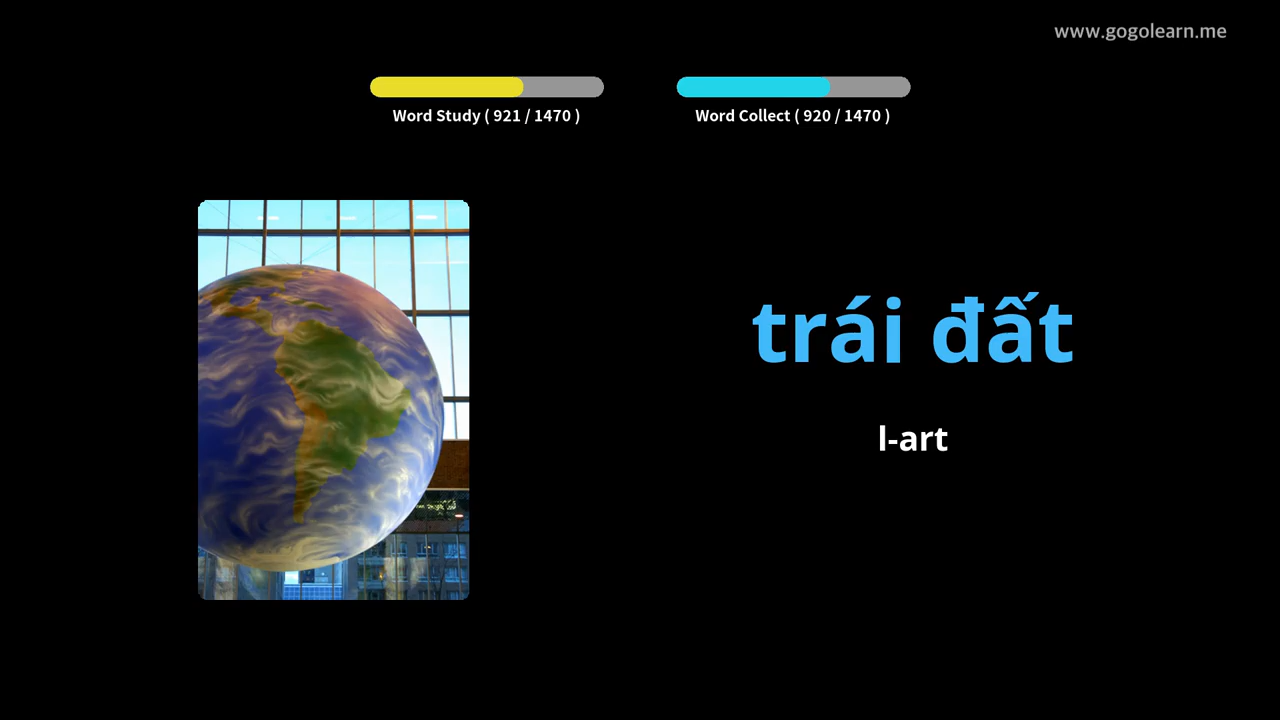 www.gogolearn.me
Word Study ( 921 / 1470 )
Word Collect ( 920 / 1470 )
trái đất
l-art